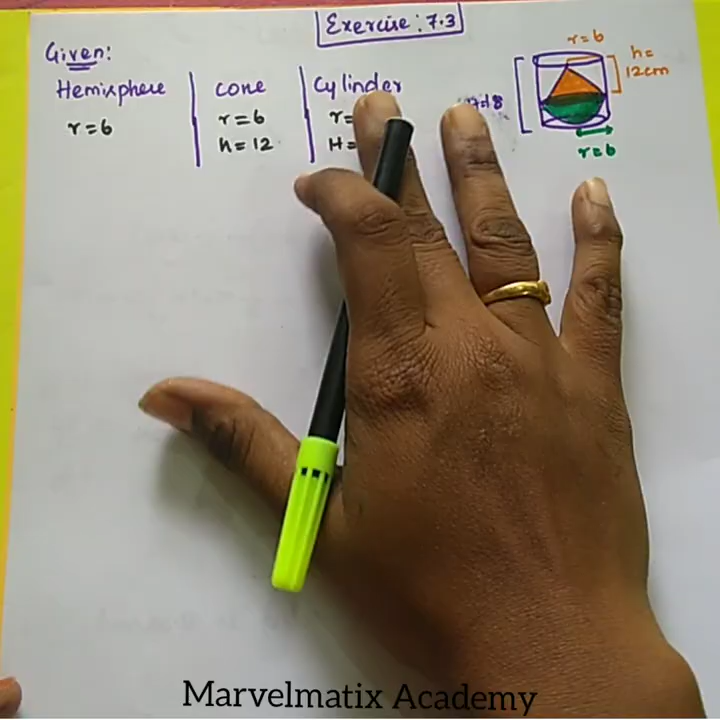 Exercise: 7.3
Given:
Hemisphere
cone
Cylinder
r=6
r=6
h=12
r=
H=
r=6
h=
12cm
r=6
Marvelmatix Academy